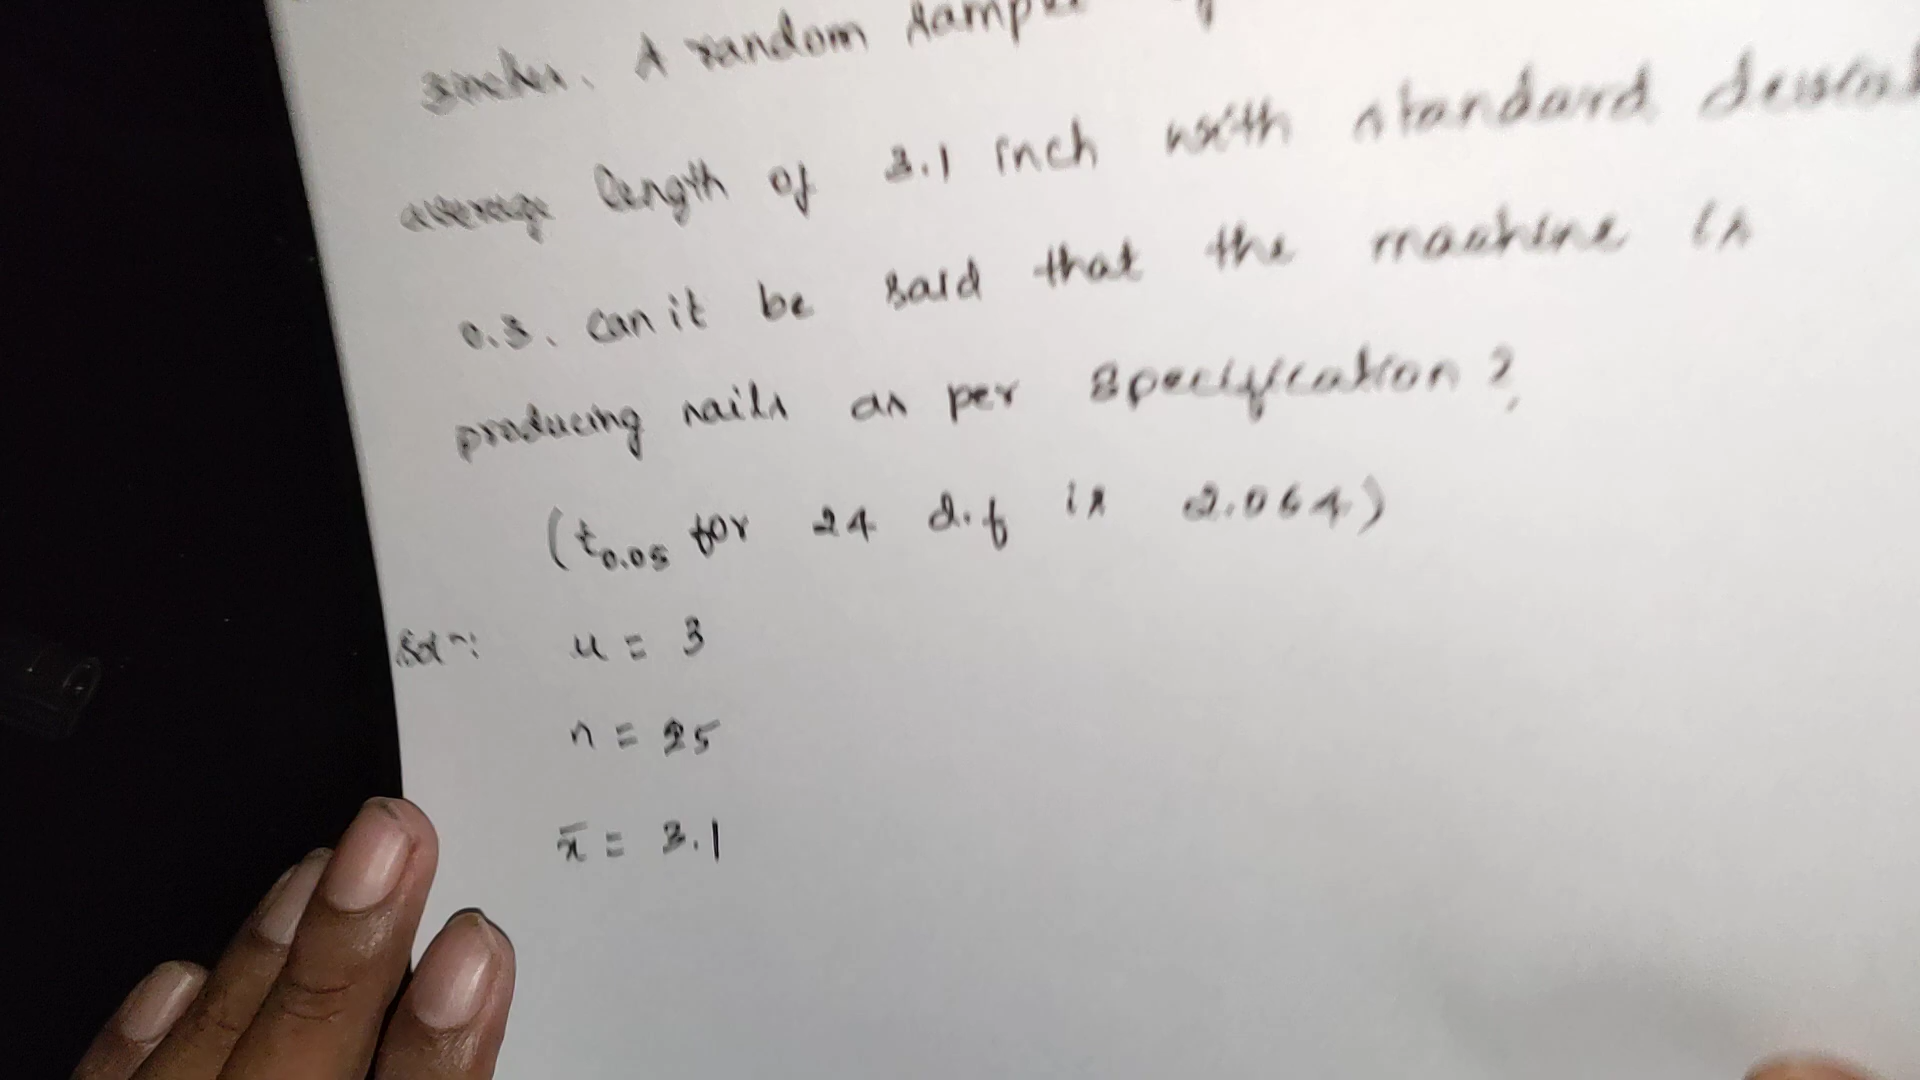 3inches. A random
average length of 3.1 inch with standard
0.3. can it be said that the machine is
producing nails as per specification?
(t0.05 for 24 d.f is 2.064)
Soln: μ = 3
n = 25
x̄ = 3.1